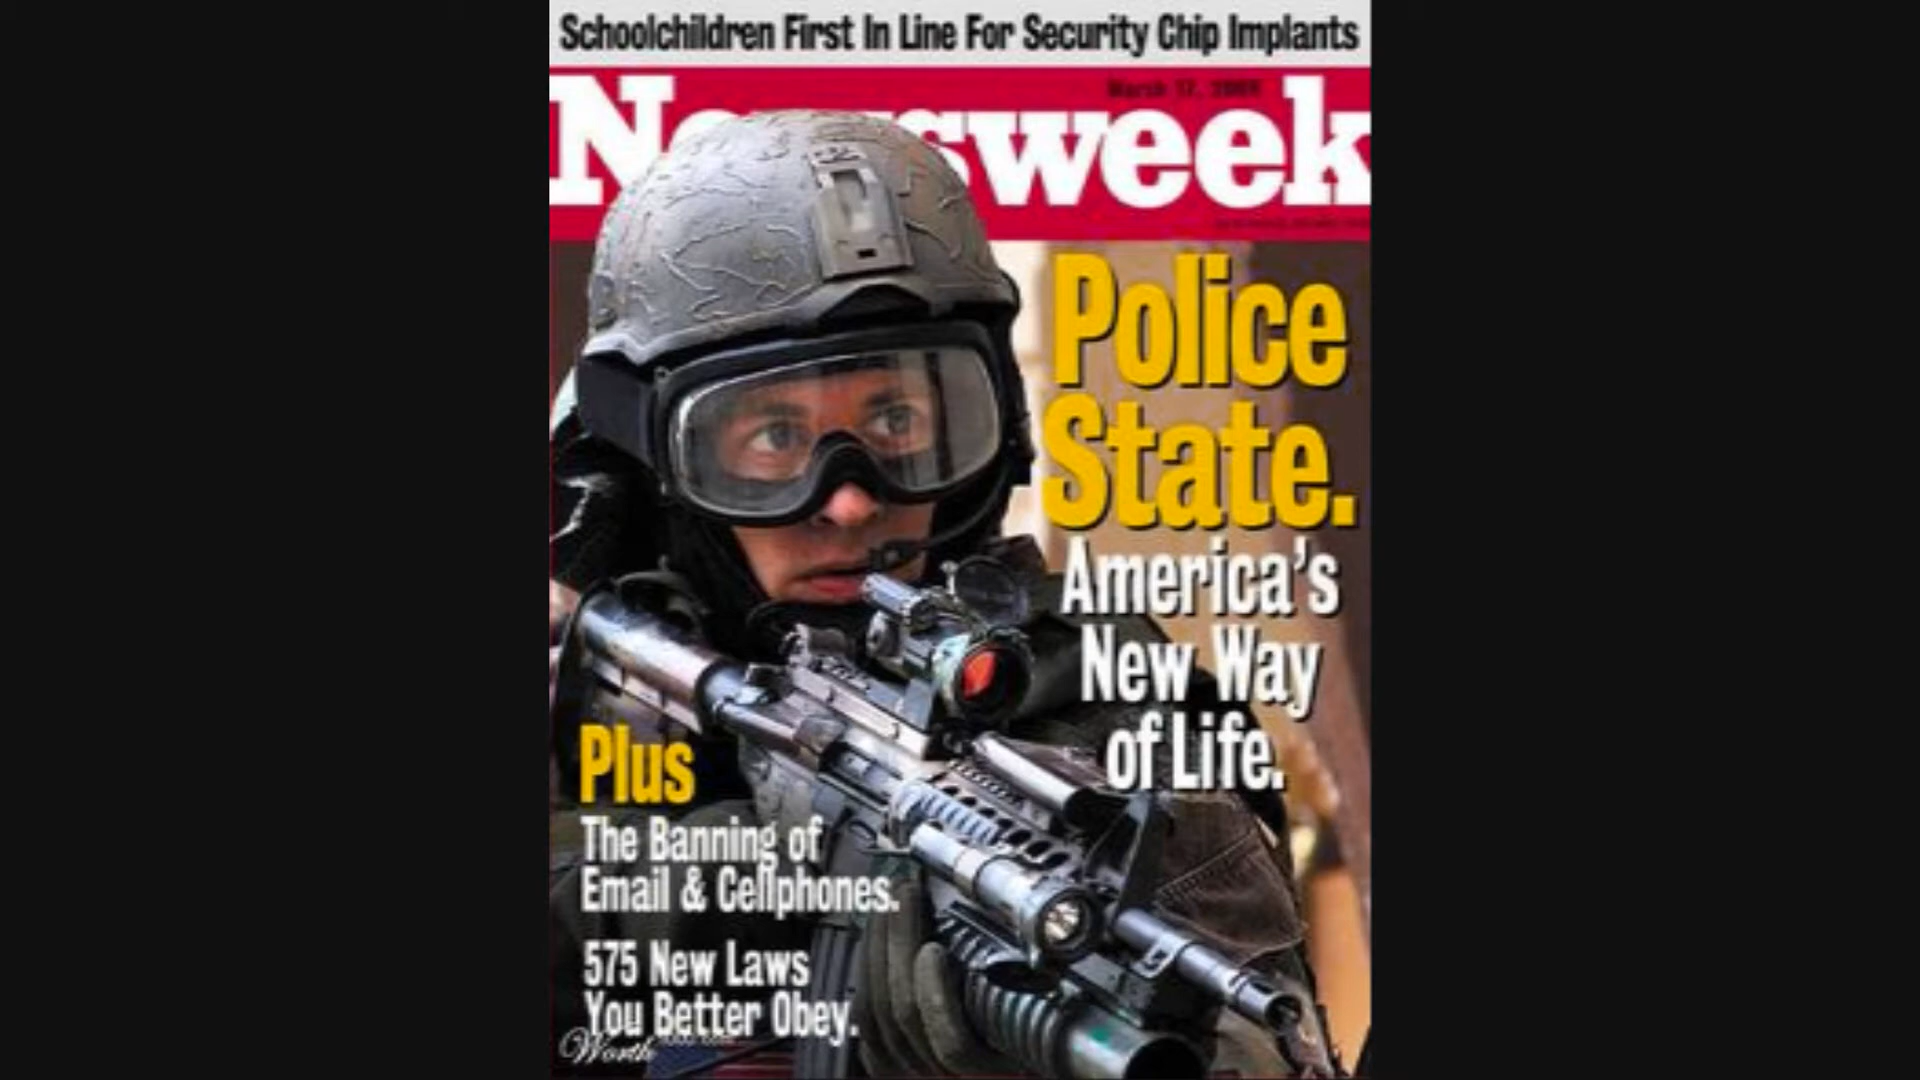 Schoolchildren First In Line For Security Chip Implants
Newsweek
Police
State.
America's
New Way
of Life.
Plus
The Banning of
Email & Cellphones.
575 New Laws
You Better Obey.
Worth